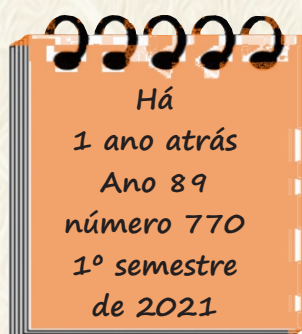 Há
1 ano atrás
Ano 89
número 770
1º semestre
de 2021